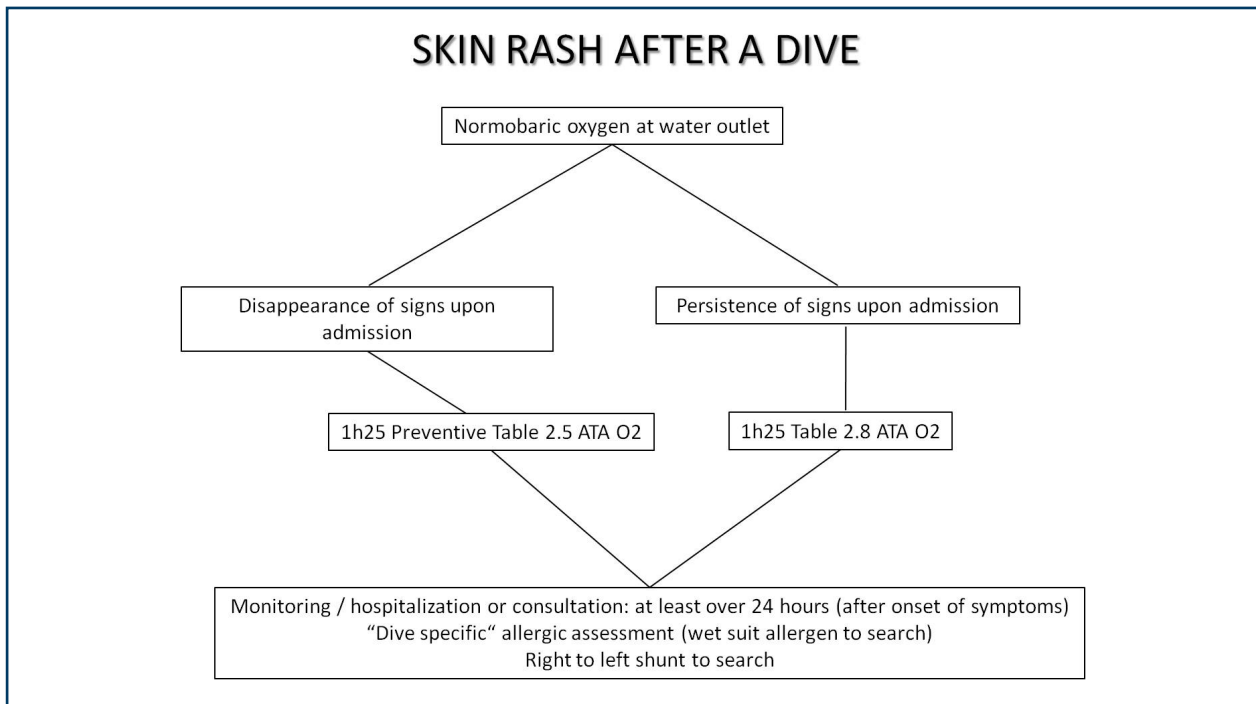 SKIN RASH AFTER A DIVE
Normobaric oxygen at water outlet
Disappearance of signs upon
admission
Persistence of signs upon admission
1h25 Preventive Table 2.5 ATA O2
1h25 Table 2.8 ATA O2
Monitoring / hospitalization or consultation: at least over 24 hours (after onset of symptoms)
“Dive specific“ allergic assessment (wet suit allergen to search)
Right to left shunt to search